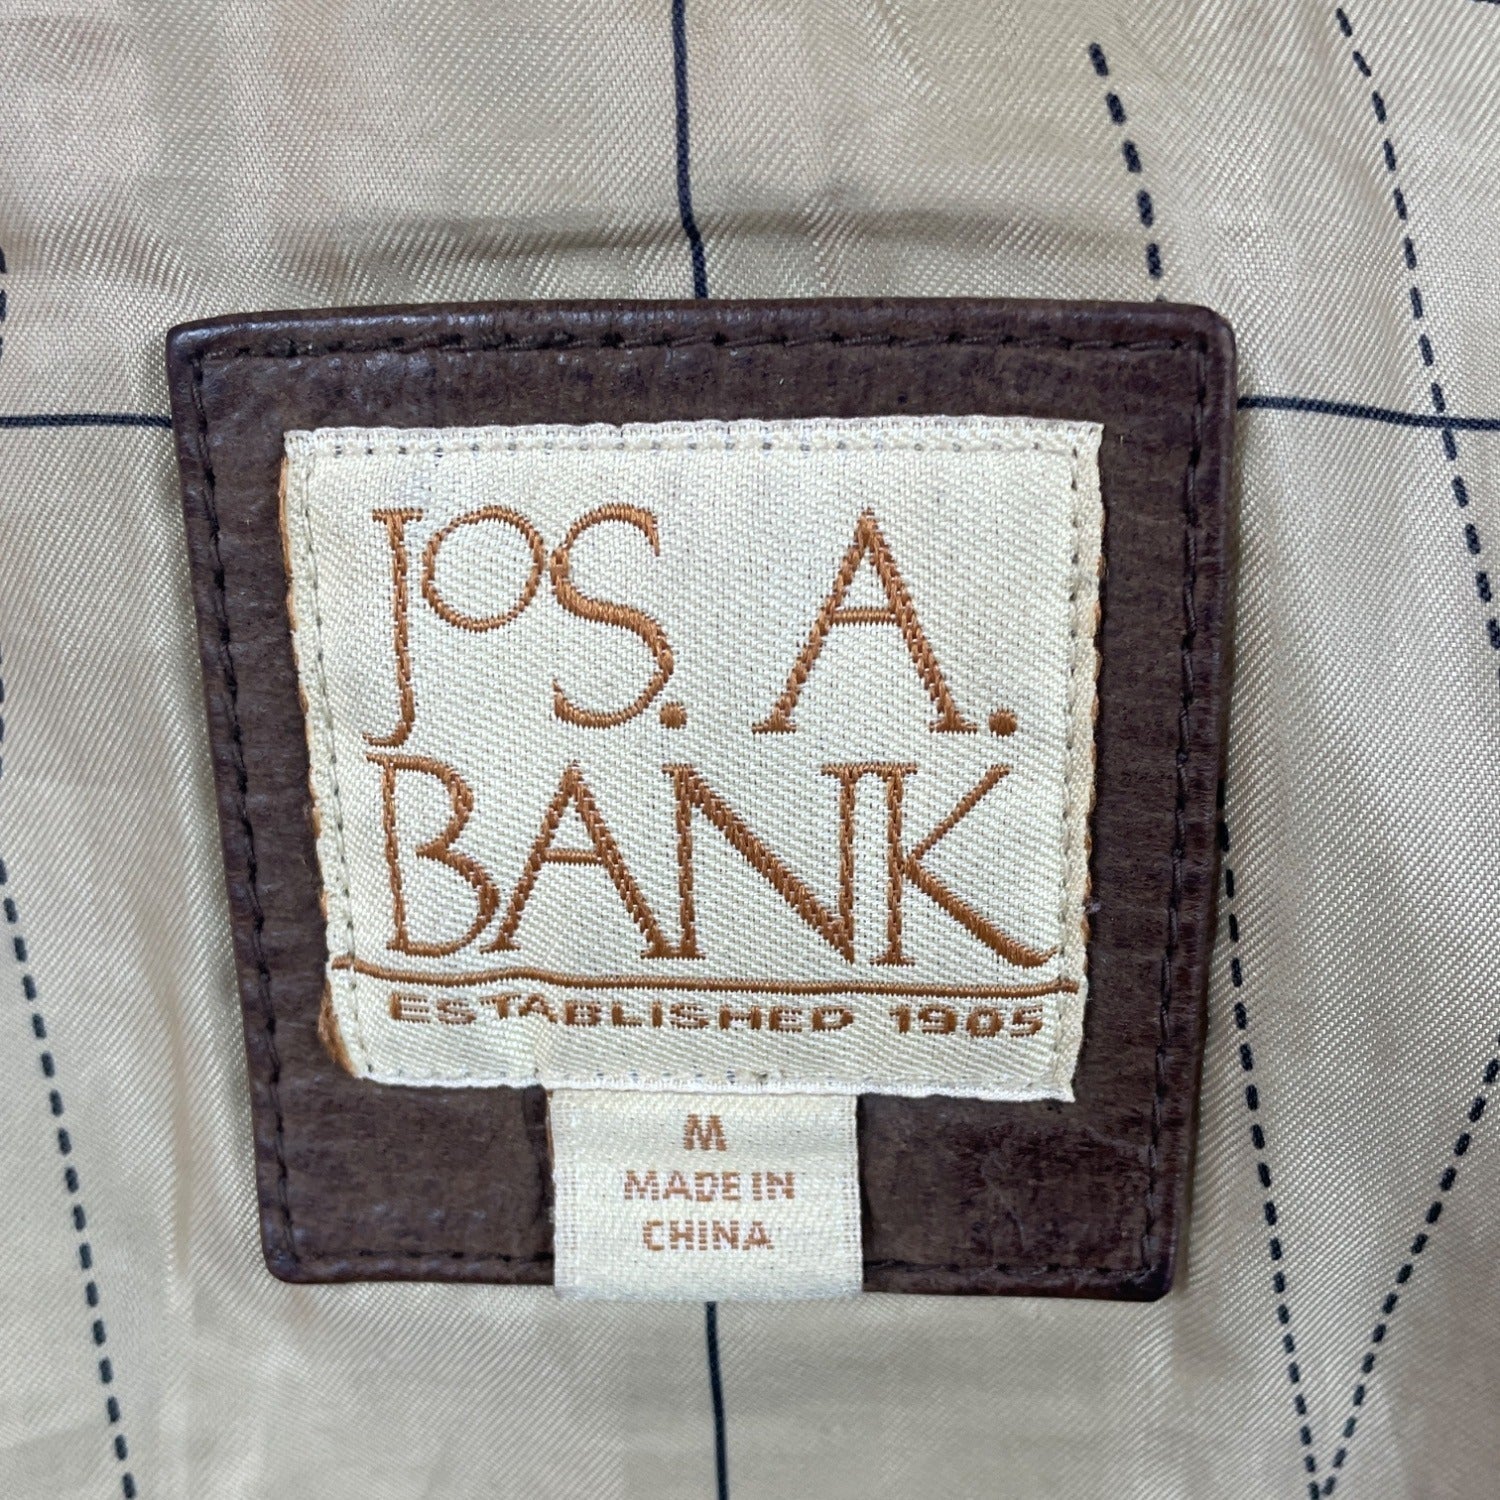 JOS. A.
BANK
ESTABLISHED 1905
M
MADE IN
CHINA